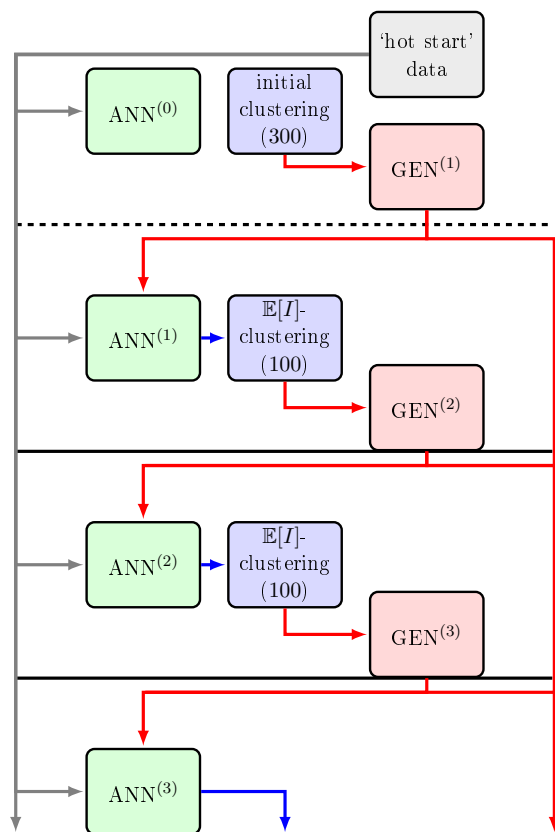 ‘hot start’
data
ANN⁽⁰⁾
initial
clustering
(300)
GEN⁽¹⁾
ANN⁽¹⁾
𝔼[I]-
clustering
(100)
GEN⁽²⁾
ANN⁽²⁾
𝔼[I]-
clustering
(100)
GEN⁽³⁾
ANN⁽³⁾